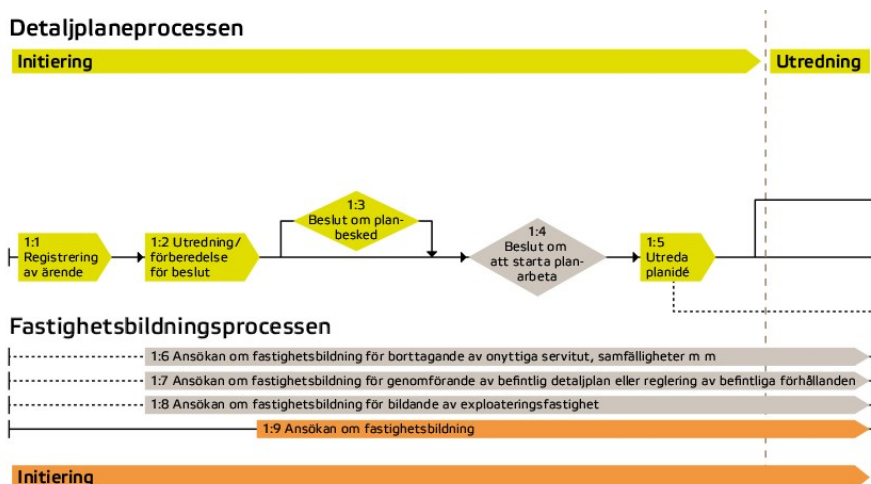 Detaljplaneprocessen
Initiering
Utredning
1:1
Registrering
av ärende
1:2 Utredning/
förberedelse
för beslut
1:3
Beslut om plan-
besked
1:4
Beslut om
att starta plan-
arbeta
1:5
Utreda
planidé
Fastighetsbildningsprocessen
1:6 Ansökan om fastighetsbildning för borttagande av onyttiga servitut, samfälligheter m m
1:7 Ansökan om fastighetsbildning för genomförande av befintlig detaljplan eller reglering av befintliga förhållanden
1:8 Ansökan om fastighetsbildning för bildande av exploateringsfastighet
1:9 Ansökan om fastighetsbildning
Initiering